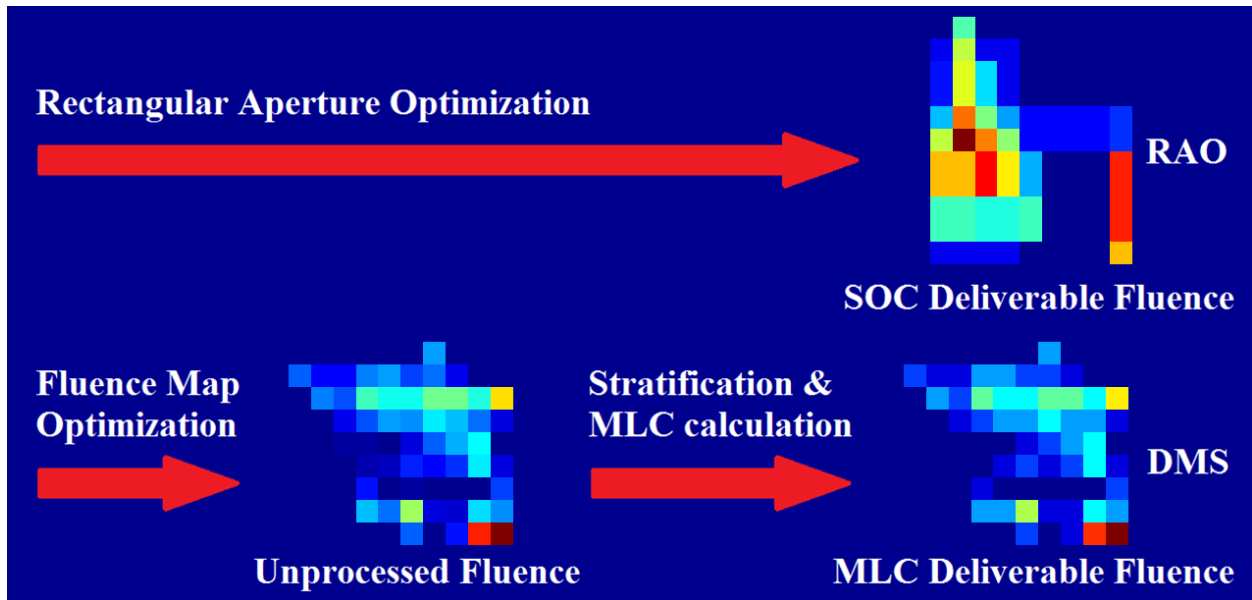 Rectangular Aperture Optimization
RAO
SOC Deliverable Fluence
Fluence Map
Optimization
Stratification &
MLC calculation
DMS
Unprocessed Fluence
MLC Deliverable Fluence